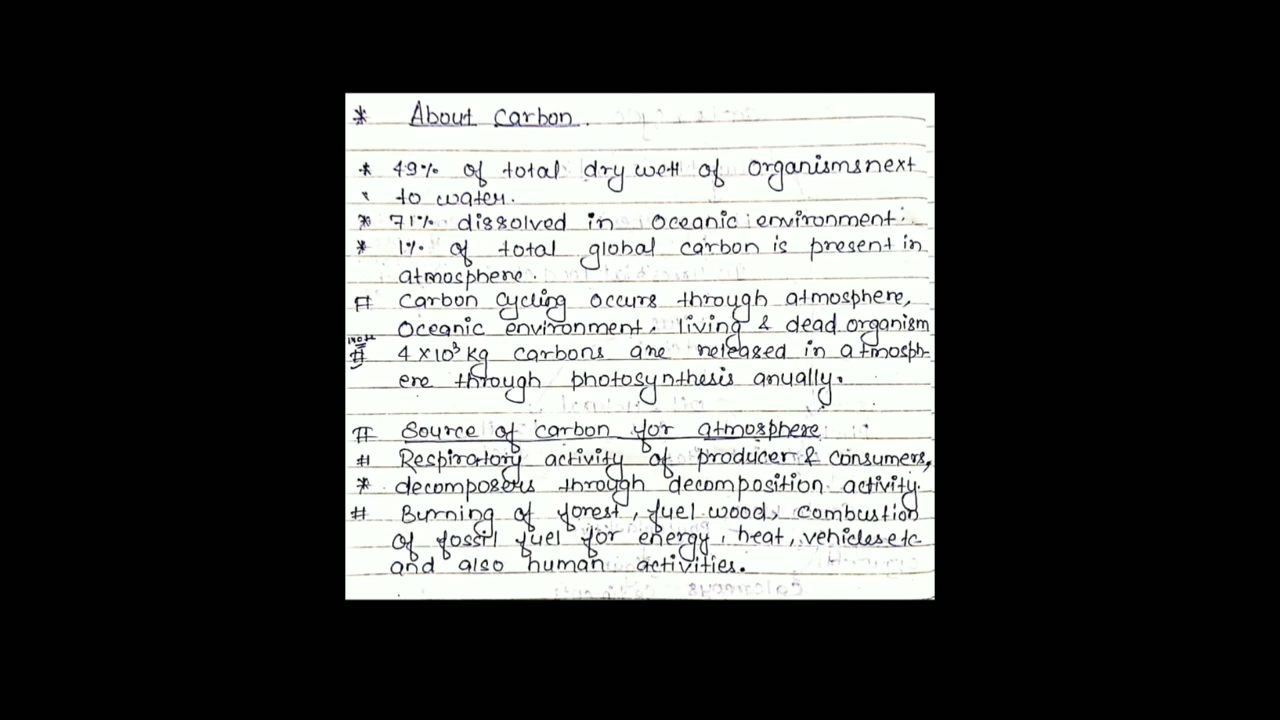 * About carbon.
* 49% of total dry wett of organisms next
to water.
* 71% dissolved in oceanic environment.
* 1% of total global carbon is present in
atmosphere.
# Carbon cycling occurs through atmosphere,
oceanic environment, living & dead organism
# 4×10³ kg carbons are released in atmosph-
ere through photosynthesis anually.
# Source of carbon for atmosphere
# Respiratory activity of producer & consumers,
* decomposers through decomposition activity.
# Burning of forest, fuel wood, combustion
of fossil fuel for energy, heat, vehicles etc
and also human activities.